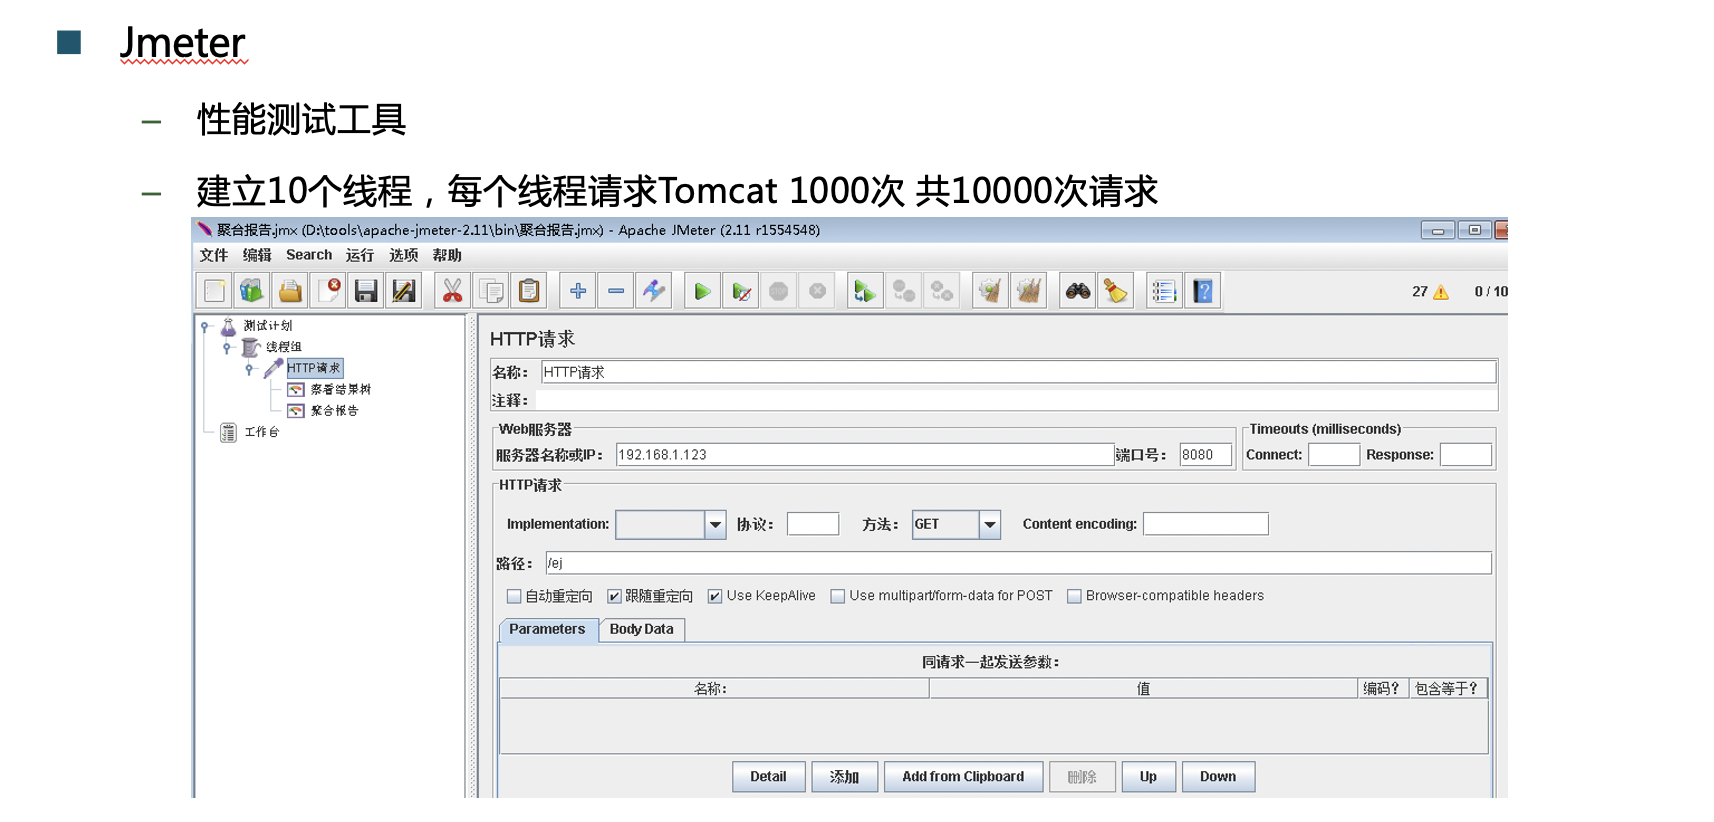 Jmeter
– 性能测试工具
– 建立10个线程，每个线程请求Tomcat 1000次 共10000次请求
聚合报告.jmx (D:\tools\apache-jmeter-2.11\bin\聚合报告.jmx) - Apache JMeter (2.11 r1554548)
文件 编辑 Search 运行 选项 帮助
27 0 / 10
测试计划
线程组
HTTP请求
察看结果树
聚合报告
工作台
HTTP请求
名称： HTTP请求
注释：
Web服务器
服务器名称或IP： 192.168.1.123 端口号： 8080
Timeouts (milliseconds)
Connect: Response:
HTTP请求
Implementation: 协议： 方法： GET Content encoding:
路径： /ej
自动重定向 跟随重定向 Use KeepAlive Use multipart/form-data for POST Browser-compatible headers
Parameters Body Data
同请求一起发送参数：
名称: 值 编码? 包含等于?
Detail 添加 Add from Clipboard 删除 Up Down